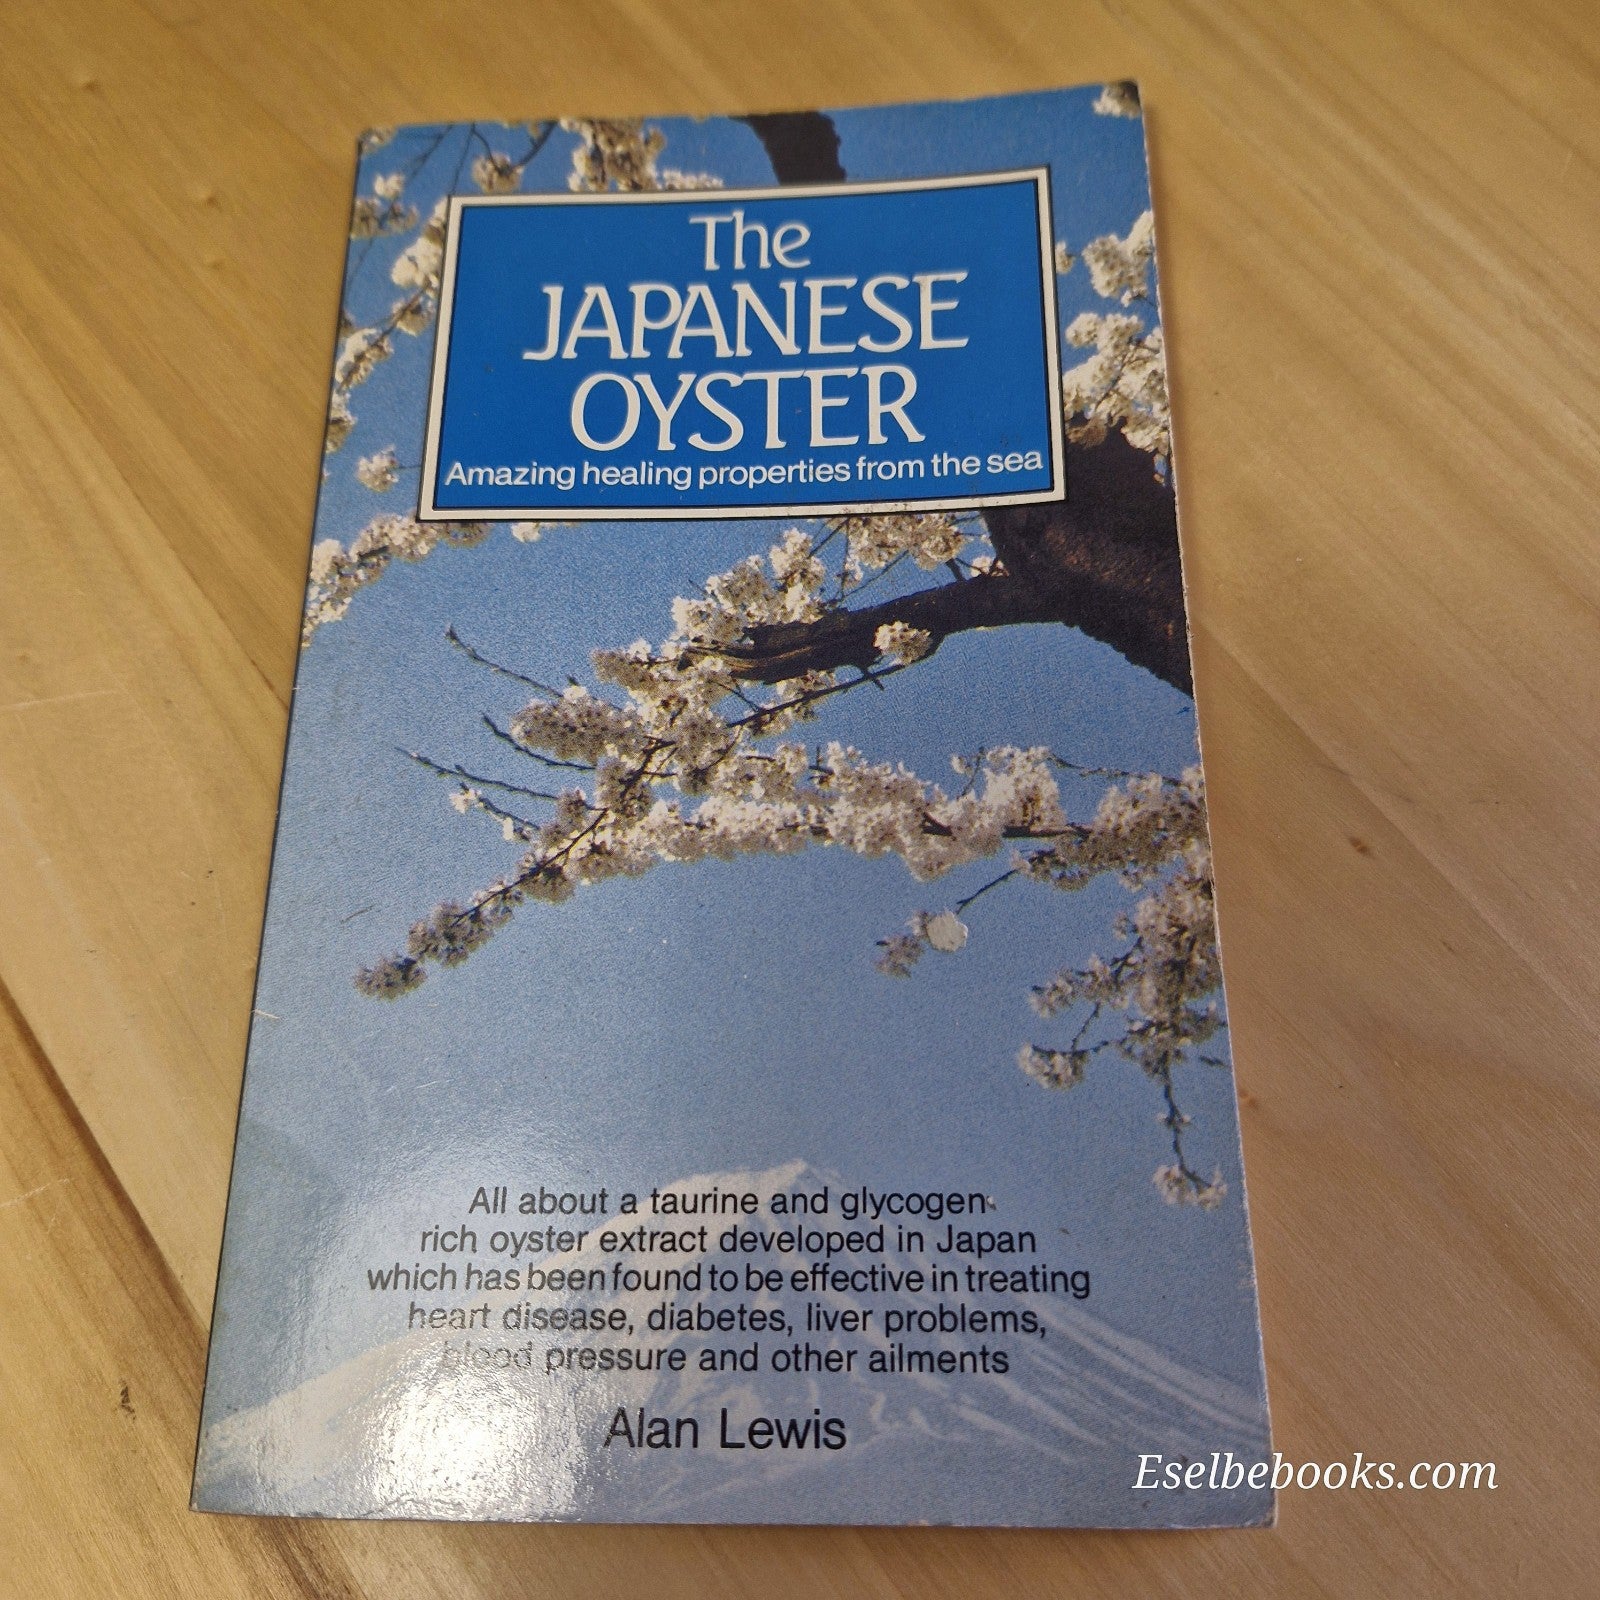 The
JAPANESE
OYSTER
Amazing healing properties from the sea
All about a taurine and glycogen-
rich oyster extract developed in Japan
which has been found to be effective in treating
heart disease, diabetes, liver problems,
blood pressure and other ailments
Alan Lewis
Eselbebooks.com